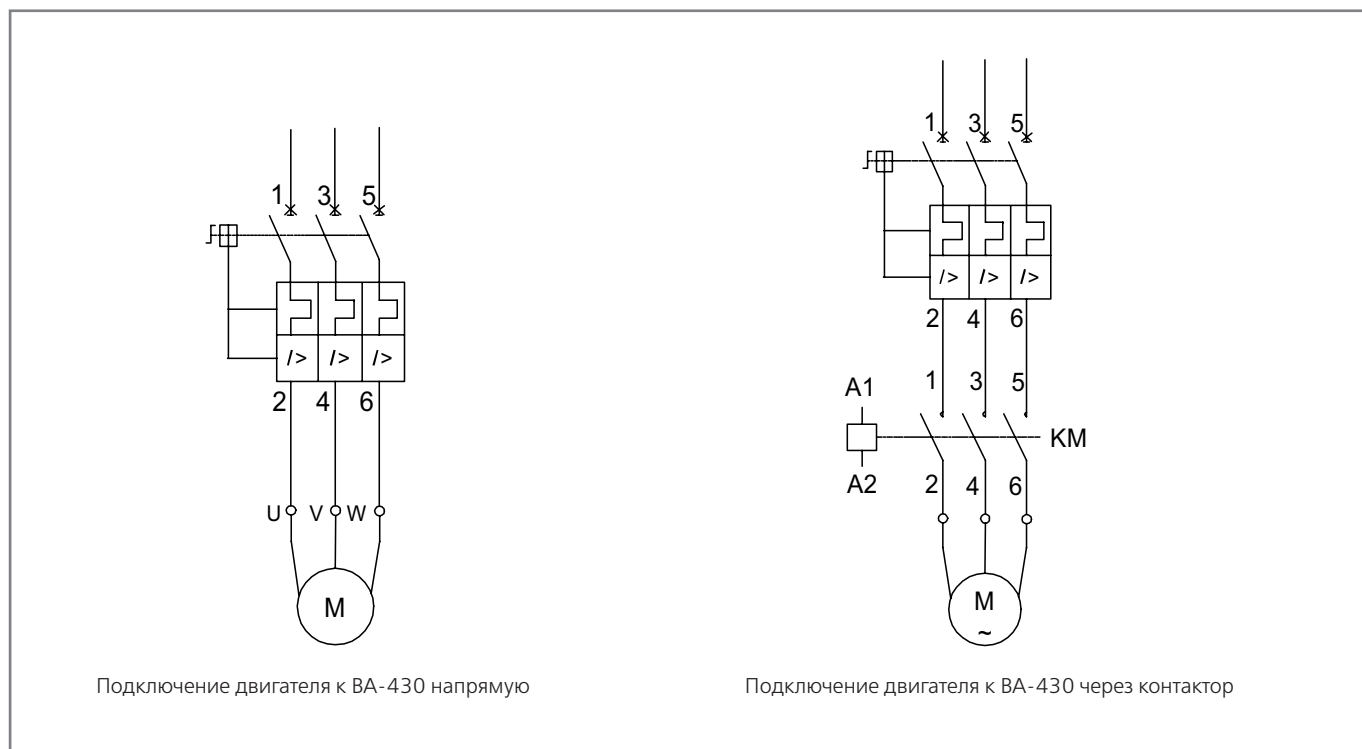 1 3 5
/> /> />
2 4 6
U V W
M
Подключение двигателя к ВА-430 напрямую
1 3 5
/> /> />
2 4 6
1 3 5
A1
KM
A2
2 4 6
M
~
Подключение двигателя к ВА-430 через контактор